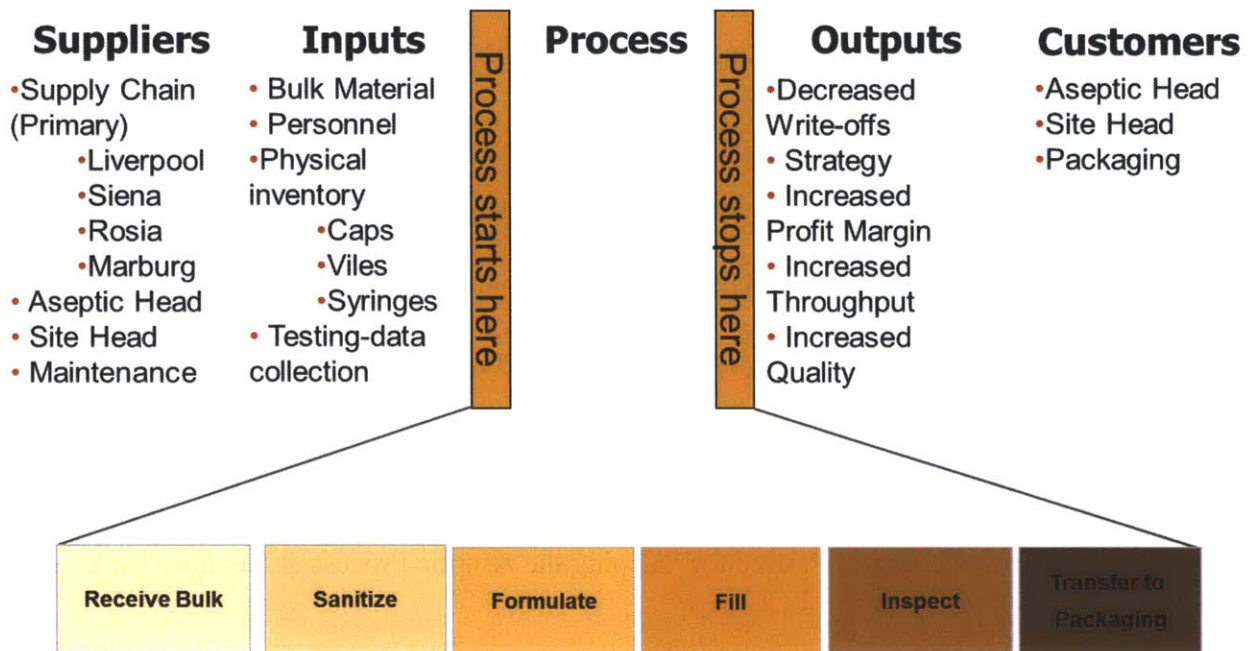 Suppliers
•Supply Chain
(Primary)
•Liverpool
•Siena
•Rosia
•Marburg
• Aseptic Head
• Site Head
• Maintenance
Inputs
• Bulk Material
• Personnel
•Physical
inventory
•Caps
•Viles
•Syringes
• Testing-data
collection
Process starts here
Process
Process stops here
Outputs
•Decreased
Write-offs
• Strategy
• Increased
Profit Margin
• Increased
Throughput
• Increased
Quality
Customers
•Aseptic Head
•Site Head
•Packaging
Receive Bulk
Sanitize
Formulate
Fill
Inspect
Transfer to
Packaging